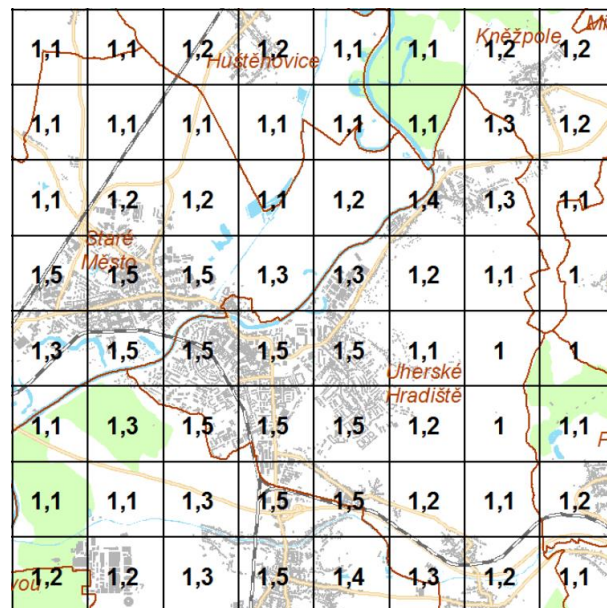 1,1 1,1 1,2 1,2 1,1 1,1 1,2 1,2
Huštěnovice Kněžpole
1,1 1,1 1,1 1,1 1,1 1,1 1,3 1,2
1,1 1,2 1,2 1,1 1,2 1,4 1,3 1,1
Staré
Město
1,5 1,5 1,5 1,3 1,3 1,2 1,1 1
1,3 1,5 1,5 1,5 1,5 1,1 1 1
Uherské
Hradiště
1,1 1,3 1,5 1,5 1,5 1,2 1 1,1
1,1 1,1 1,3 1,5 1,5 1,2 1,1 1,2
1,2 1,2 1,3 1,5 1,4 1,3 1,2 1,1